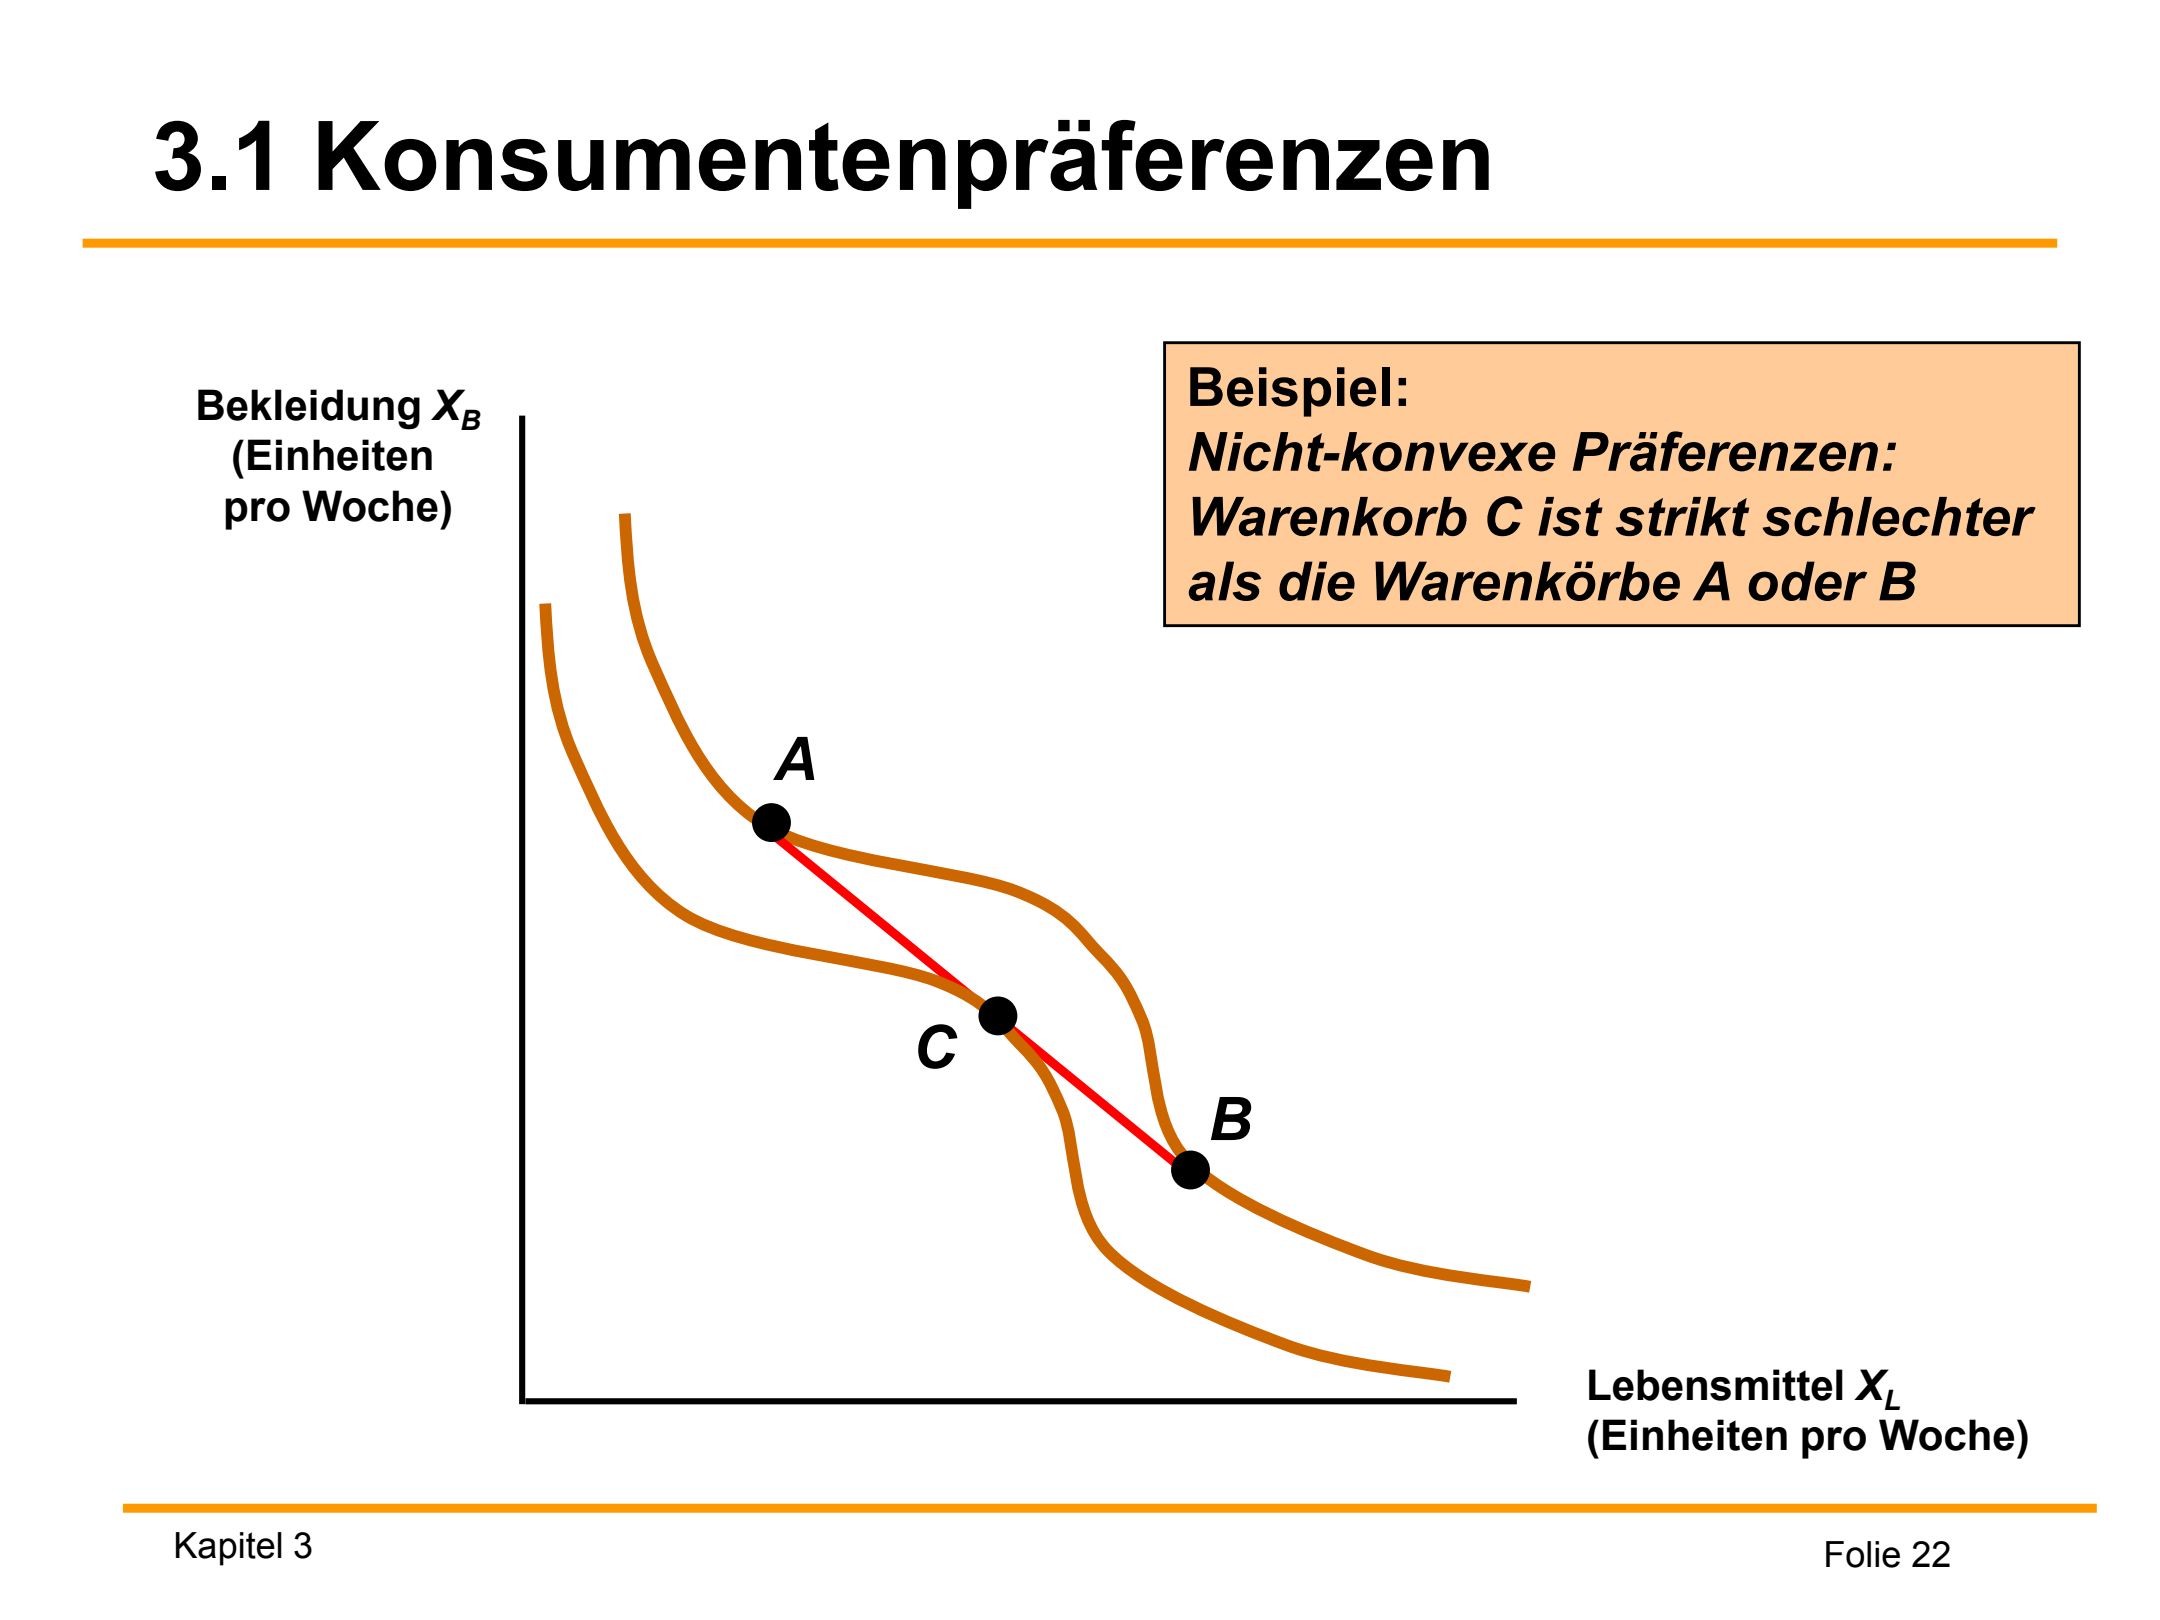 3.1 Konsumentenpräferenzen
Bekleidung X_B
(Einheiten
pro Woche)
Beispiel:
Nicht-konvexe Präferenzen:
Warenkorb C ist strikt schlechter
als die Warenkörbe A oder B
A
C
B
Lebensmittel X_L
(Einheiten pro Woche)
Kapitel 3
Folie 22